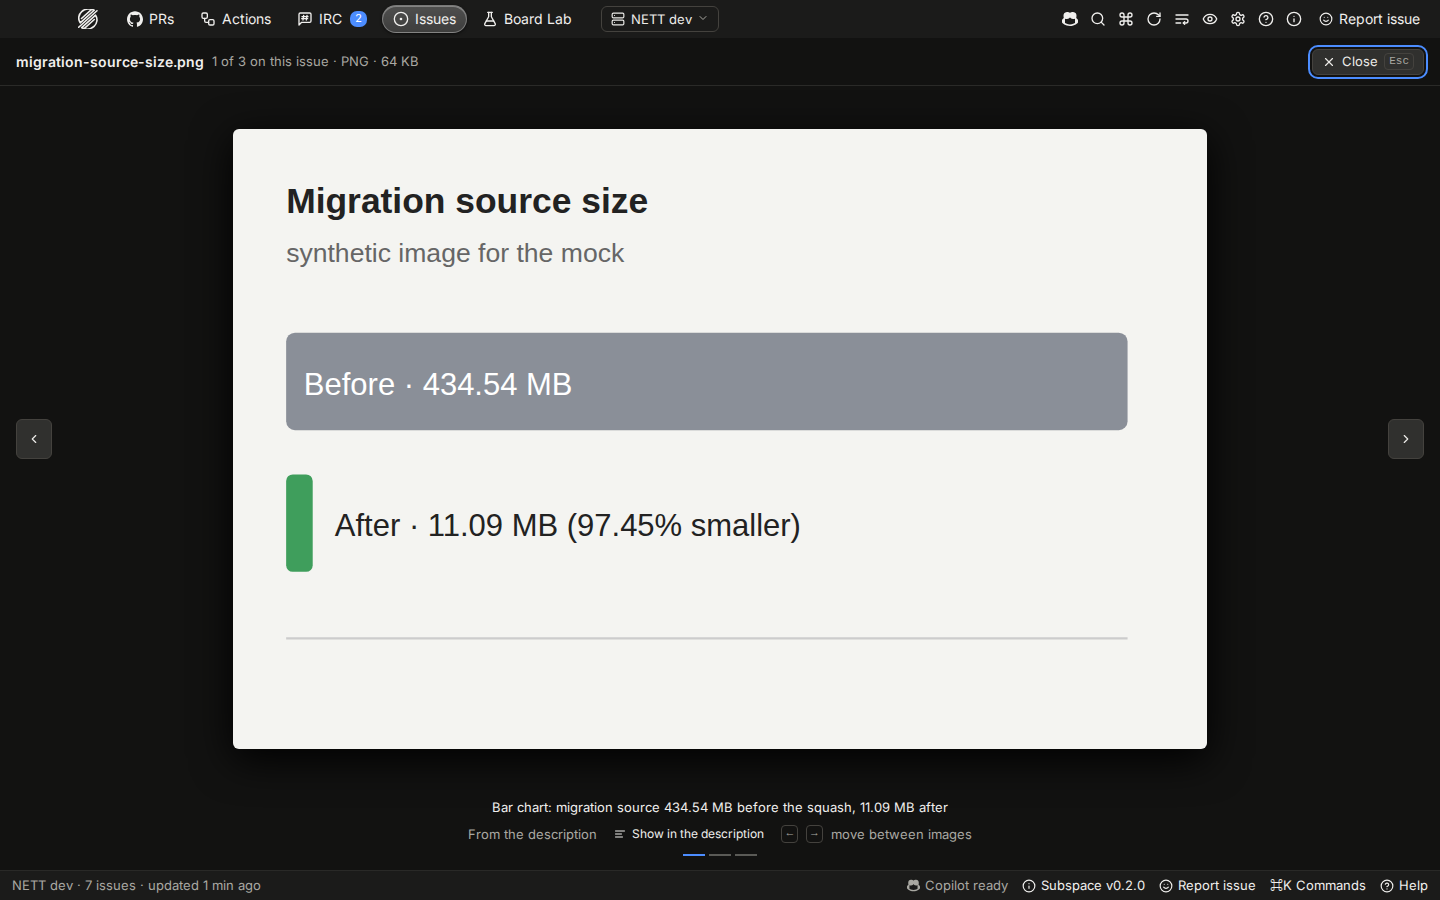 PRs
Actions
IRC 2
Issues
Board Lab
NETT dev
Report issue
migration-source-size.png 1 of 3 on this issue · PNG · 64 KB
Close Esc
Migration source size
synthetic image for the mock
Before · 434.54 MB
After · 11.09 MB (97.45% smaller)
Bar chart: migration source 434.54 MB before the squash, 11.09 MB after
From the description Show in the description ← → move between images
NETT dev · 7 issues · updated 1 min ago
Copilot ready
Subspace v0.2.0
Report issue
⌘K Commands
Help